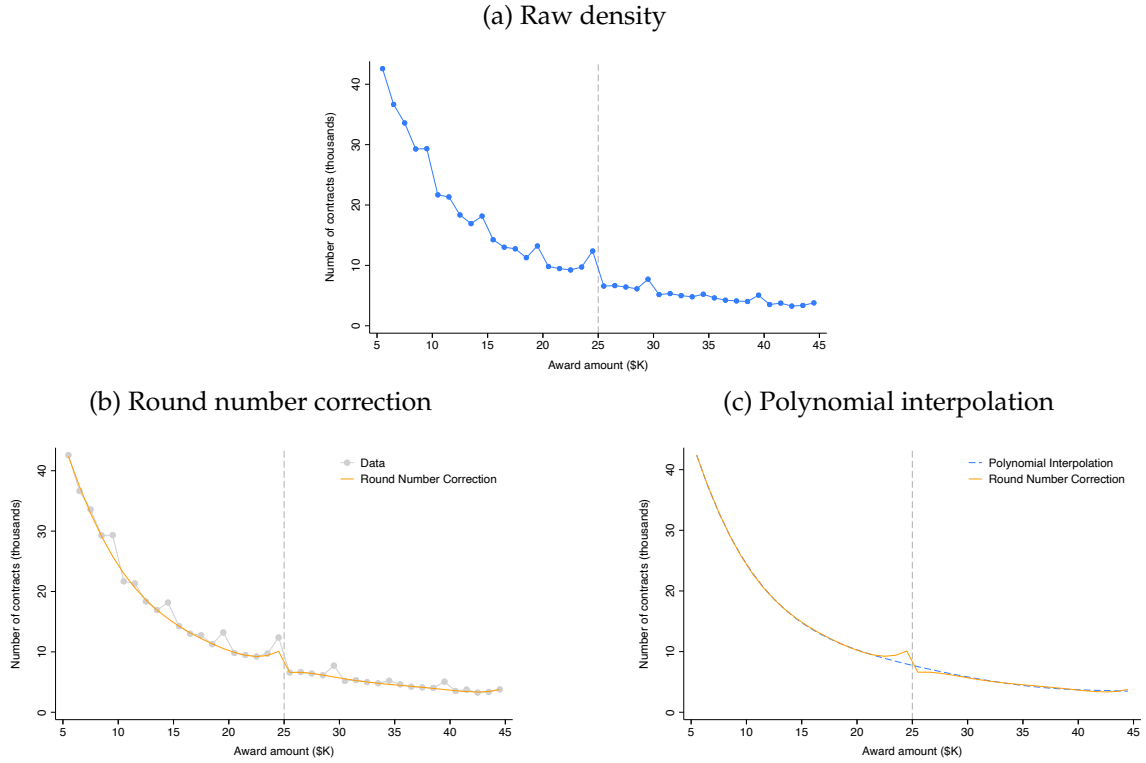 (a) Raw density
Number of contracts (thousands)
40
30
20
10
0
5 10 15 20 25 30 35 40 45
Award amount ($K)
(b) Round number correction
Number of contracts (thousands)
40
30
20
10
0
Data
Round Number Correction
5 10 15 20 25 30 35 40 45
Award amount ($K)
(c) Polynomial interpolation
Number of contracts (thousands)
40
30
20
10
0
Polynomial Interpolation
Round Number Correction
5 10 15 20 25 30 35 40 45
Award amount ($K)